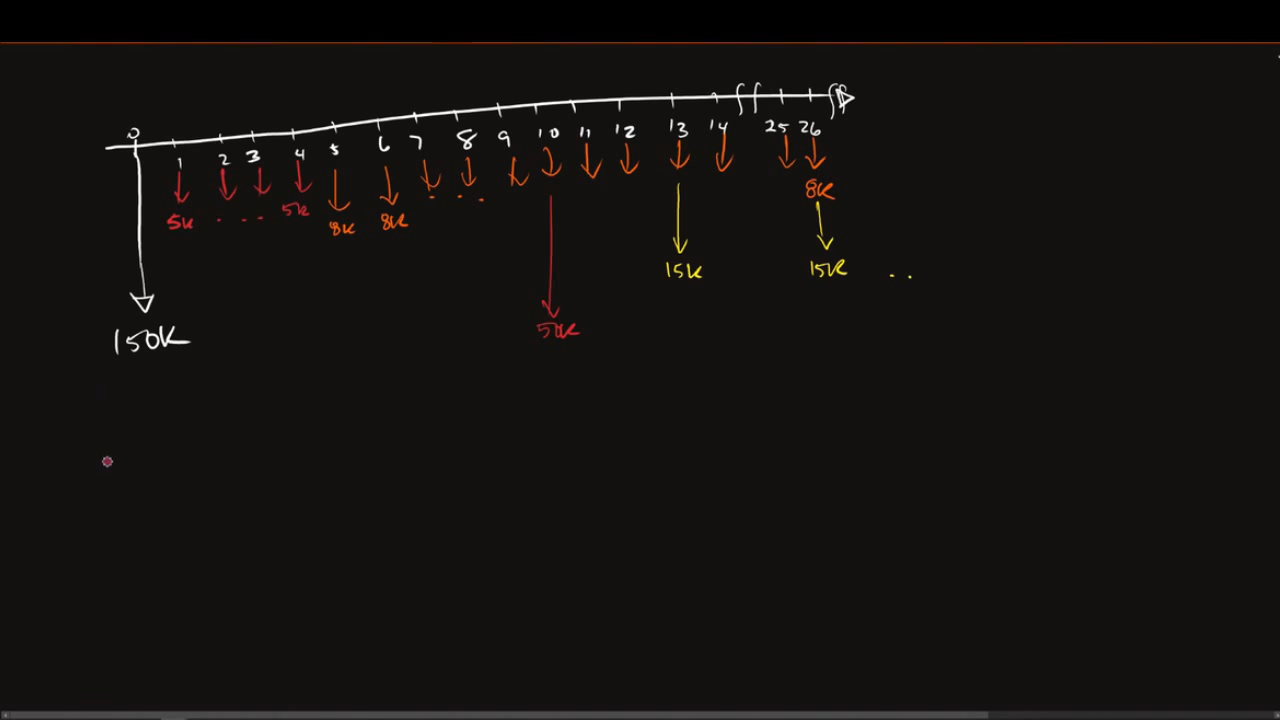 0 1 2 3 4 5 6 7 8 9 10 11 12 13 14 25 26
5K . . . 5K 8K 8K . . . 8K
15K 15K . .
150K 50K